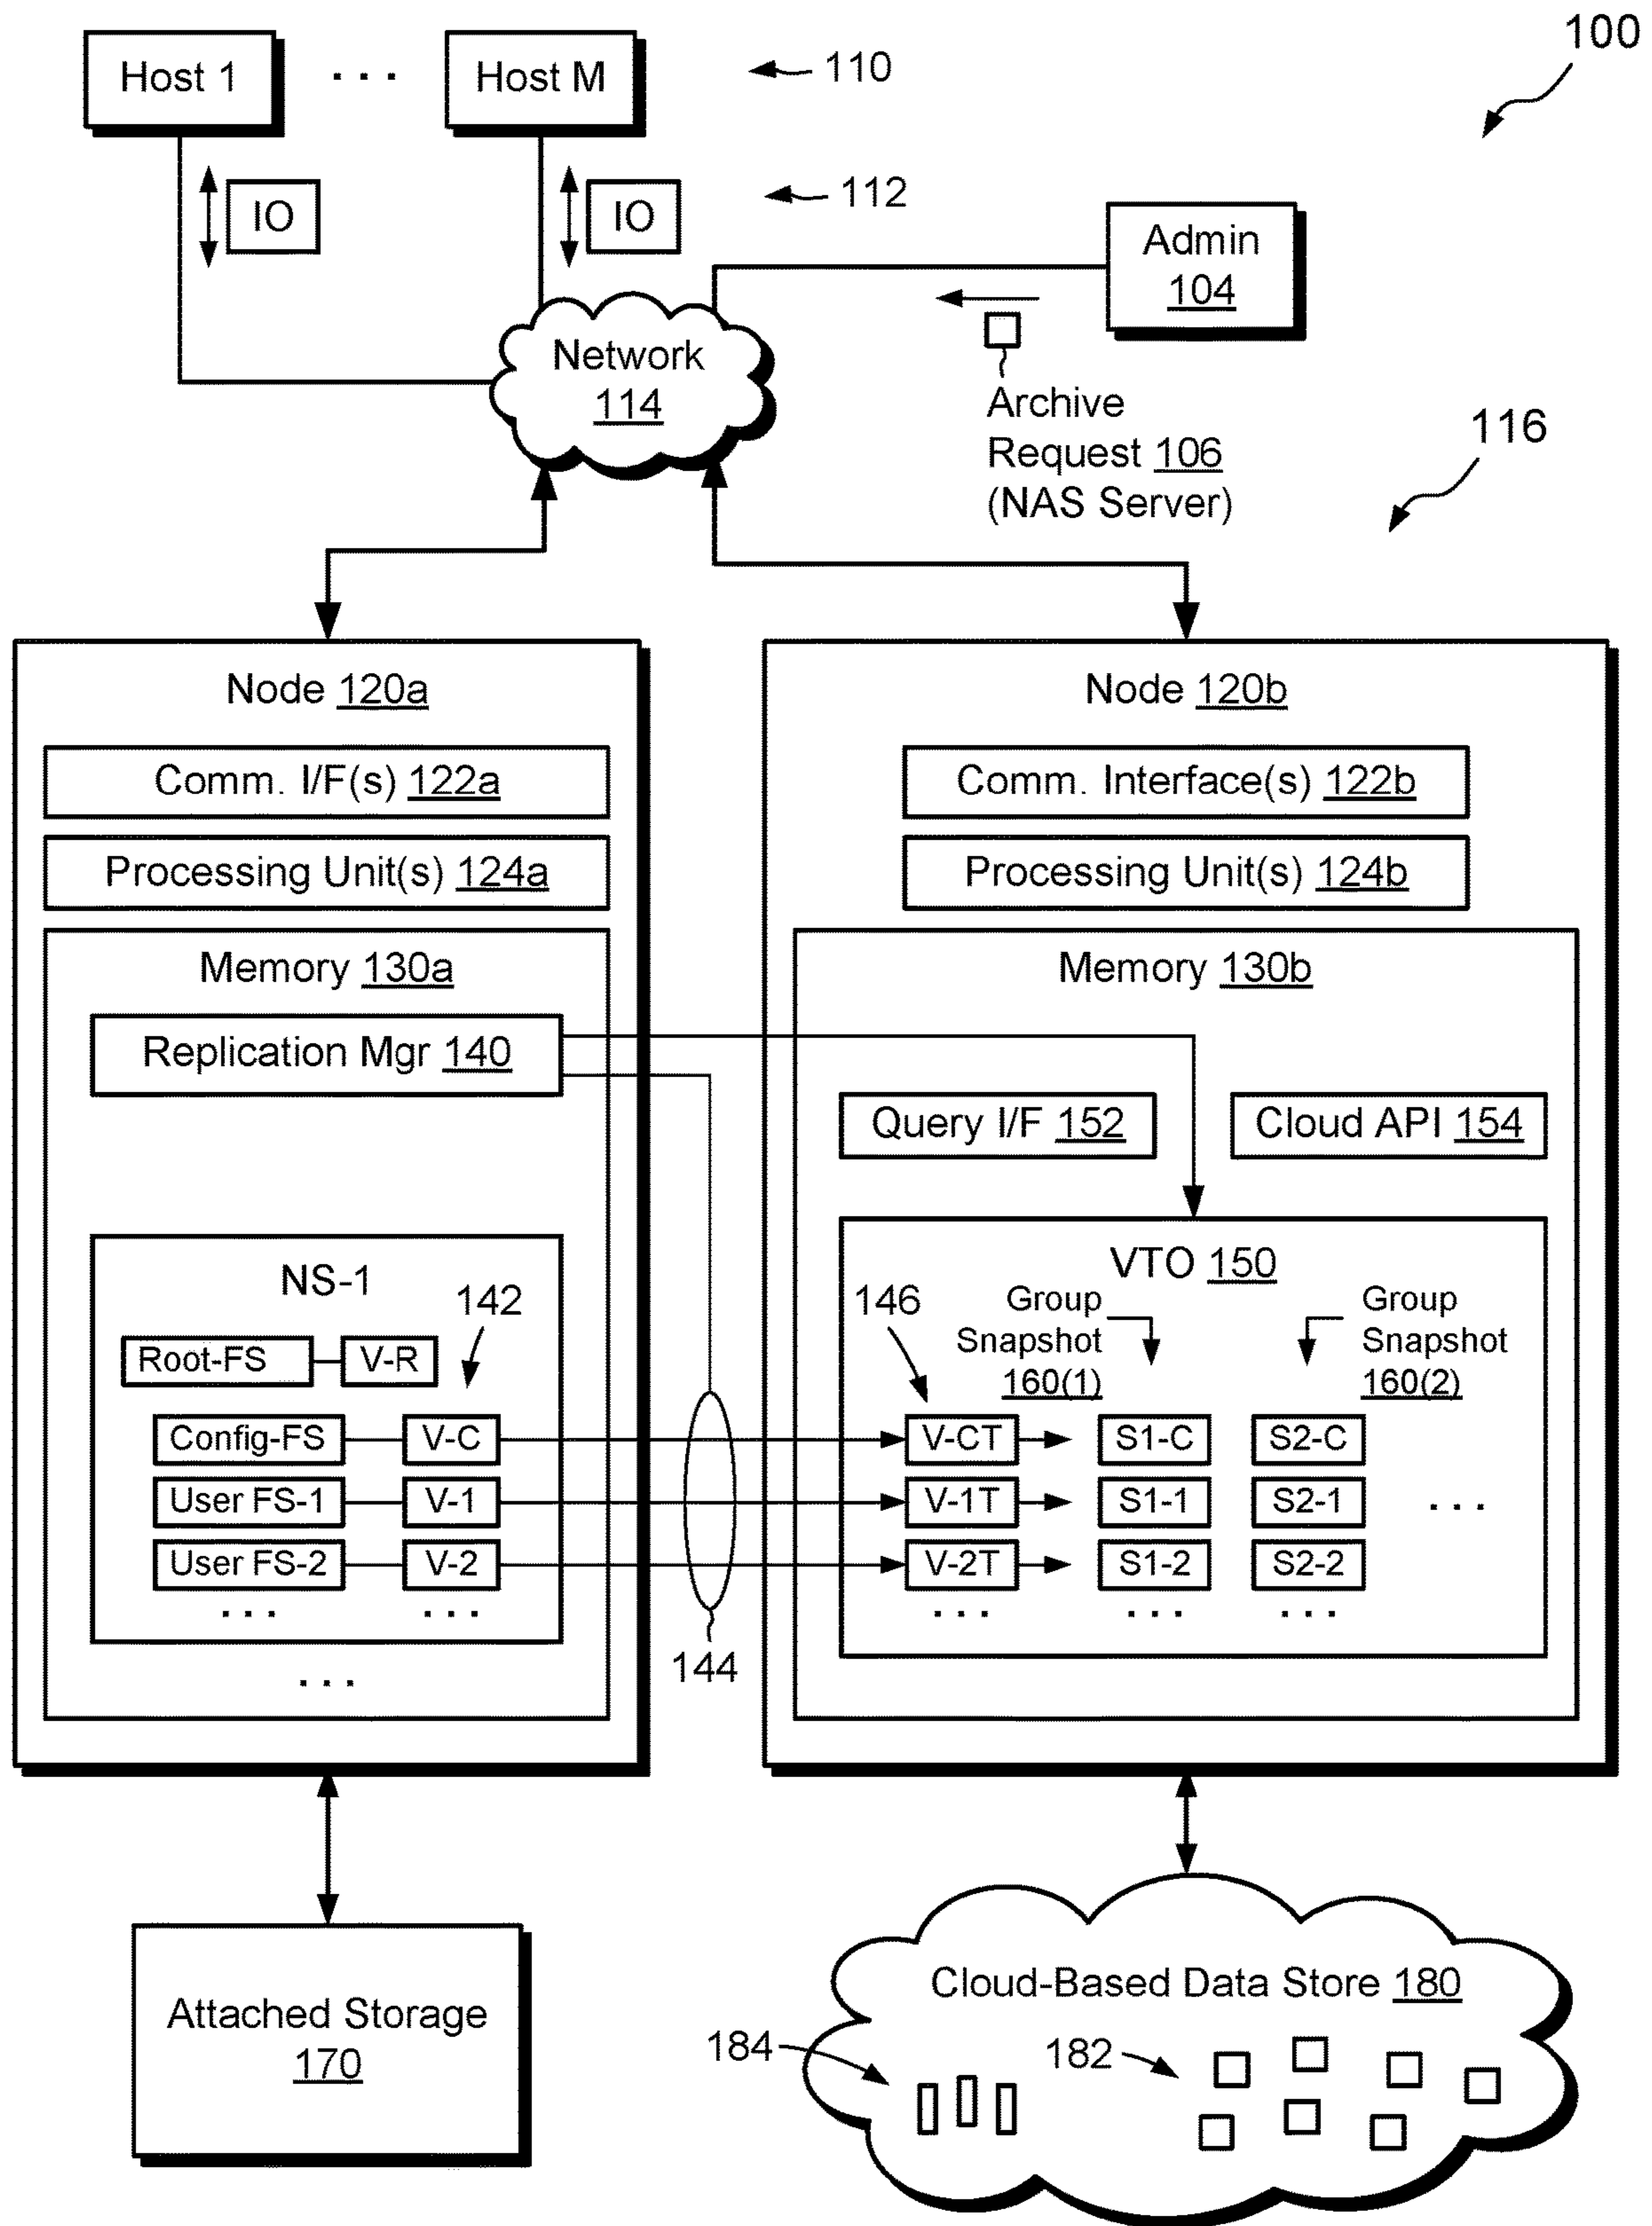 100
Host 1
. . .
Host M
110
IO
IO
112
Admin
104
Network
114
Archive
Request 106
(NAS Server)
116
Node 120a
Comm. I/F(s) 122a
Processing Unit(s) 124a
Memory 130a
Replication Mgr 140
NS-1
142
Root-FS
V-R
Config-FS
V-C
User FS-1
V-1
User FS-2
V-2
. . .
. . .
. . .
144
Node 120b
Comm. Interface(s) 122b
Processing Unit(s) 124b
Memory 130b
Query I/F 152
Cloud API 154
VTO 150
146
Group
Snapshot
160(1)
Group
Snapshot
160(2)
V-CT
S1-C
S2-C
V-1T
S1-1
S2-1
. . .
V-2T
S1-2
S2-2
. . .
. . .
. . .
Attached Storage
170
Cloud-Based Data Store 180
184
182